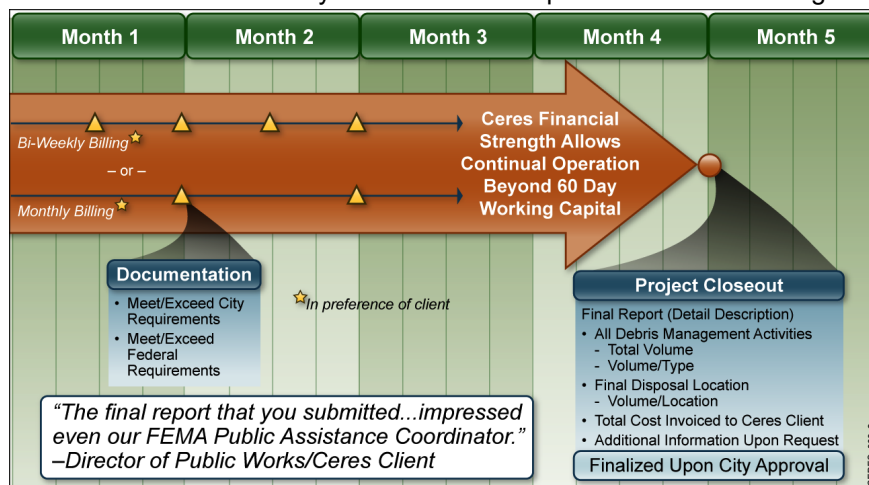 Month 1
Month 2
Month 3
Month 4
Month 5
Bi-Weekly Billing
– or –
Monthly Billing
Ceres Financial
Strength Allows
Continual Operation
Beyond 60 Day
Working Capital
Documentation
• Meet/Exceed City
Requirements
• Meet/Exceed
Federal
Requirements
In preference of client
Project Closeout
Final Report (Detail Description)
• All Debris Management Activities
- Total Volume
- Volume/Type
• Final Disposal Location
- Volume/Location
• Total Cost Invoiced to Ceres Client
• Additional Information Upon Request
Finalized Upon City Approval
“The final report that you submitted...impressed
even our FEMA Public Assistance Coordinator.”
–Director of Public Works/Ceres Client